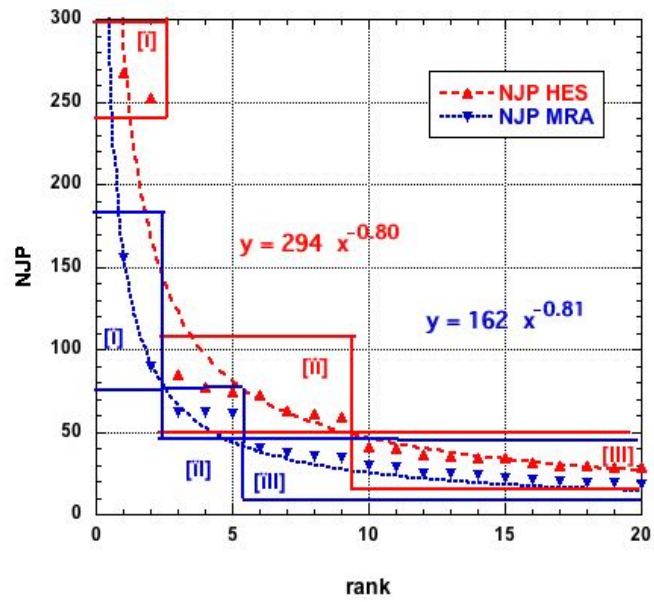 300
250
200
150
100
50
0
NJP
[i]
NJP HES
NJP MRA
y = 294 x^-0.80
y = 162 x^-0.81
[i]
[ii]
[ii]
[iii]
[III]
0
5
10
15
20
rank